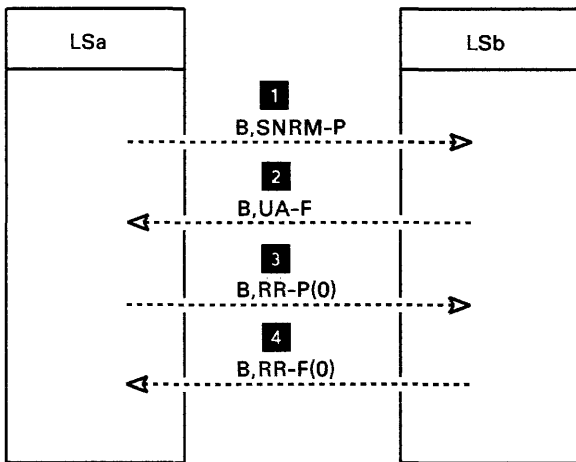 LSa
LSb
1
B,SNRM-P
2
B,UA-F
3
B,RR-P(0)
4
B,RR-F(0)